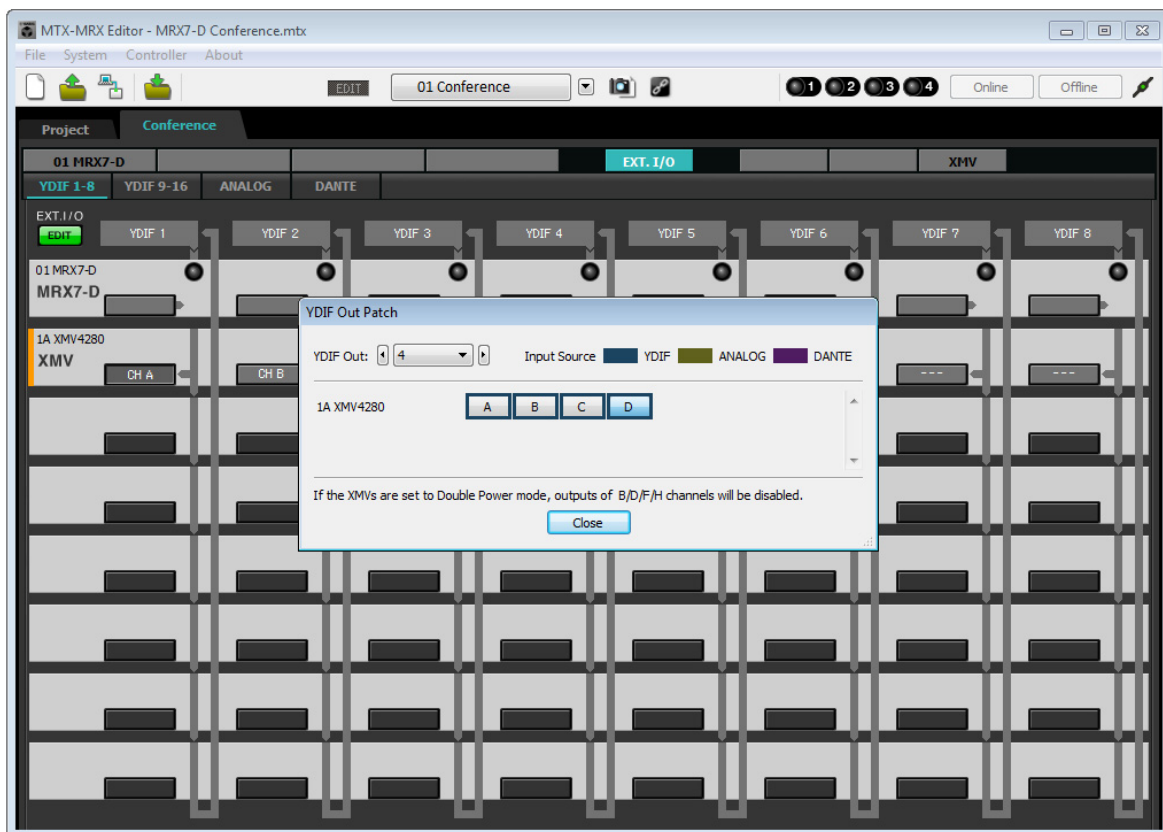 MTX-MRX Editor - MRX7-D Conference.mtx
File System Controller About
EDIT 01 Conference 1 2 3 4 Online Offline
Project Conference
01 MRX7-D EXT. I/O XMV
YDIF 1-8 YDIF 9-16 ANALOG DANTE
EXT.I/O
EDIT YDIF 1 YDIF 2 YDIF 3 YDIF 4 YDIF 5 YDIF 6 YDIF 7 YDIF 8
01 MRX7-D
MRX7-D
YDIF Out Patch
1A XMV4280
XMV
CH A CH B --- ---
YDIF Out: 4 Input Source YDIF ANALOG DANTE
1A XMV4280 A B C D
If the XMVs are set to Double Power mode, outputs of B/D/F/H channels will be disabled.
Close